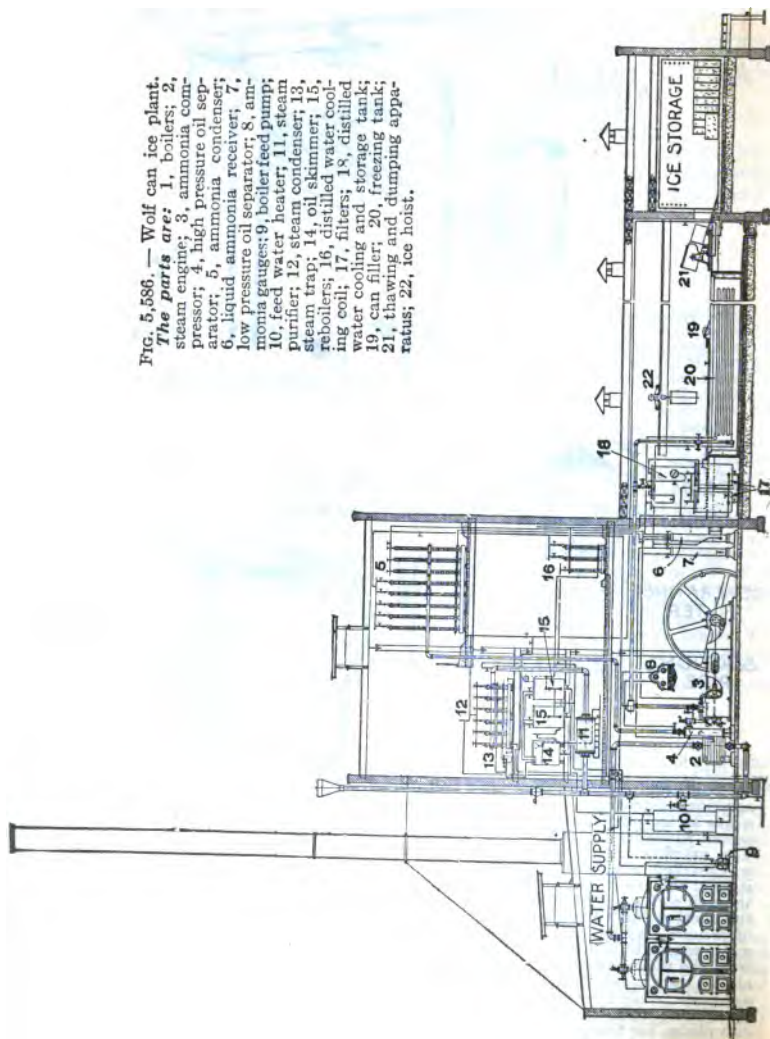 FIG. 5,586. — Wolf can ice plant.
The parts are: 1, boilers; 2,
steam engine; 3, ammonia com-
pressor; 4, high pressure oil sep-
arator; 5, ammonia condenser;
6, liquid ammonia receiver; 7,
low pressure oil separator; 8, am-
monia gauges; 9, boiler feed pump;
10, feed water heater; 11, steam
purifier; 12, steam condenser; 13,
steam trap; 14, oil skimmer; 15,
reboilers; 16, distilled water cool-
ing coil; 17, filters; 18, distilled
water cooling and storage tank;
19, can filler; 20, freezing tank;
21, thawing and dumping appa-
ratus; 22, ice hoist.
WATER SUPPLY
ICE STORAGE
5
12
13
14
15
15
16
11
8
3
4
2
10
9
6
7
18
17
22
20
19
21
1
1